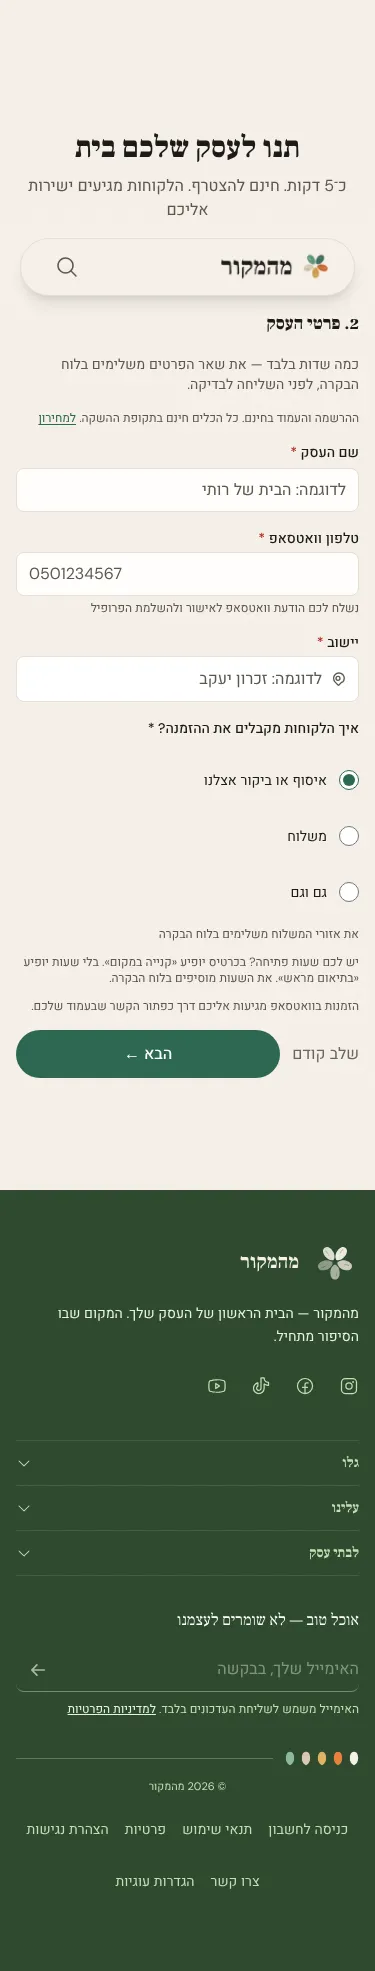 תנו לעסק שלכם בית
כ־5 דקות. חינם להצטרף. הלקוחות מגיעים ישירות
אליכם
מהמקור
2. פרטי העסק
כמה שדות בלבד — את שאר הפרטים משלימים בלוח
הבקרה, לפני השליחה לבדיקה.
ההרשמה והעמוד בחינם. כל הכלים חינם בתקופת ההשקה. למחירון
שם העסק *
לדוגמה: הבית של רותי
טלפון וואטסאפ *
0501234567
נשלח לכם הודעת וואטסאפ לאישור ולהשלמת הפרופיל
יישוב *
לדוגמה: זכרון יעקב
איך הלקוחות מקבלים את ההזמנה? *
איסוף או ביקור אצלנו
משלוח
גם וגם
את אזורי המשלוח משלימים בלוח הבקרה
יש לכם שעות פתיחה? בכרטיס יופיע «קנייה במקום». בלי שעות יופיע
«בתיאום מראש». את השעות מוסיפים בלוח הבקרה.
הזמנות בוואטסאפ מגיעות אליכם דרך כפתור הקשר שבעמוד שלכם.
שלב קודם
הבא ←
מהמקור
מהמקור — הבית הראשון של העסק שלך. המקום שבו
הסיפור מתחיל.
גלו
עלינו
לבתי עסק
אוכל טוב — לא שומרים לעצמנו
האימייל שלך, בבקשה
האימייל משמש לשליחת העדכונים בלבד. למדיניות הפרטיות
© 2026 מהמקור
כניסה לחשבון תנאי שימוש פרטיות הצהרת נגישות
צרו קשר הגדרות עוגיות